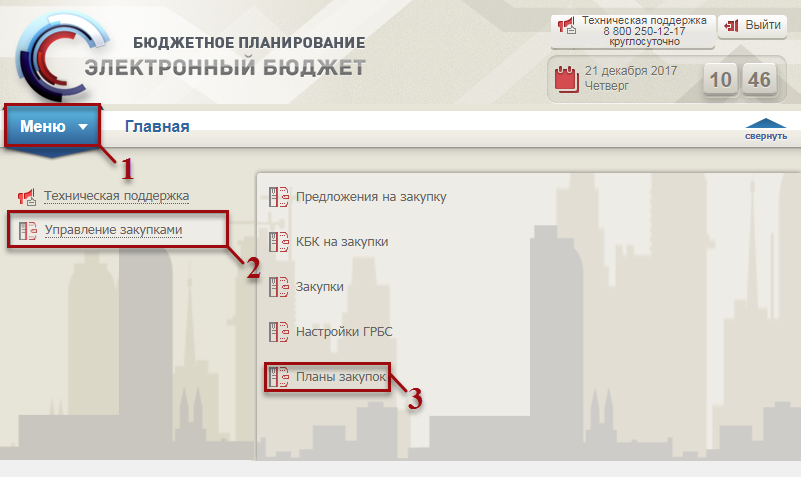 БЮДЖЕТНОЕ ПЛАНИРОВАНИЕ
ЭЛЕКТРОННЫЙ БЮДЖЕТ
Техническая поддержка
8 800 250-12-17
круглосуточно
Выйти
21 декабря 2017
Четверг
10 46
Меню
Главная
свернуть
1
Техническая поддержка
Управление закупками
2
Предложения на закупку
КБК на закупки
Закупки
Настройки ГРБС
Планы закупок
3